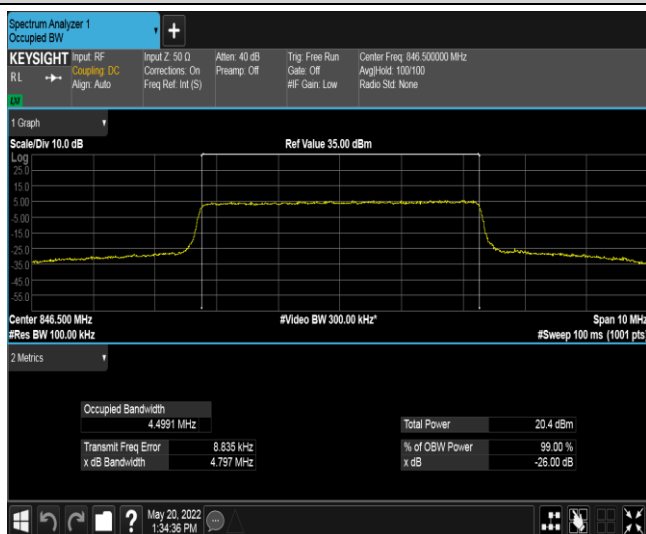 Spectrum Analyzer 1
Occupied BW
+
KEYSIGHT
RL
Input: RF
Coupling: DC
Align: Auto
Input Z: 50 Ω
Corrections: On
Freq Ref: Int (S)
Atten: 40 dB
Preamp: Off
Trig: Free Run
Gate: Off
#IF Gain: Low
Center Freq: 846.500000 MHz
Avg|Hold: 100/100
Radio Std: None
1 Graph
Scale/Div 10.0 dB
Ref Value 35.00 dBm
Log
25.0
15.0
5.00
-5.00
-15.0
-25.0
-35.0
-45.0
-55.0
Center 846.500 MHz
#Video BW 300.00 kHz*
Span 10 MHz
#Res BW 100.00 kHz
#Sweep 100 ms (1001 pts)
2 Metrics
Occupied Bandwidth
4.4991 MHz
Total Power 20.4 dBm
Transmit Freq Error 8.835 kHz
% of OBW Power 99.00 %
x dB Bandwidth 4.797 MHz
x dB -26.00 dB
?
May 20, 2022
1:34:36 PM